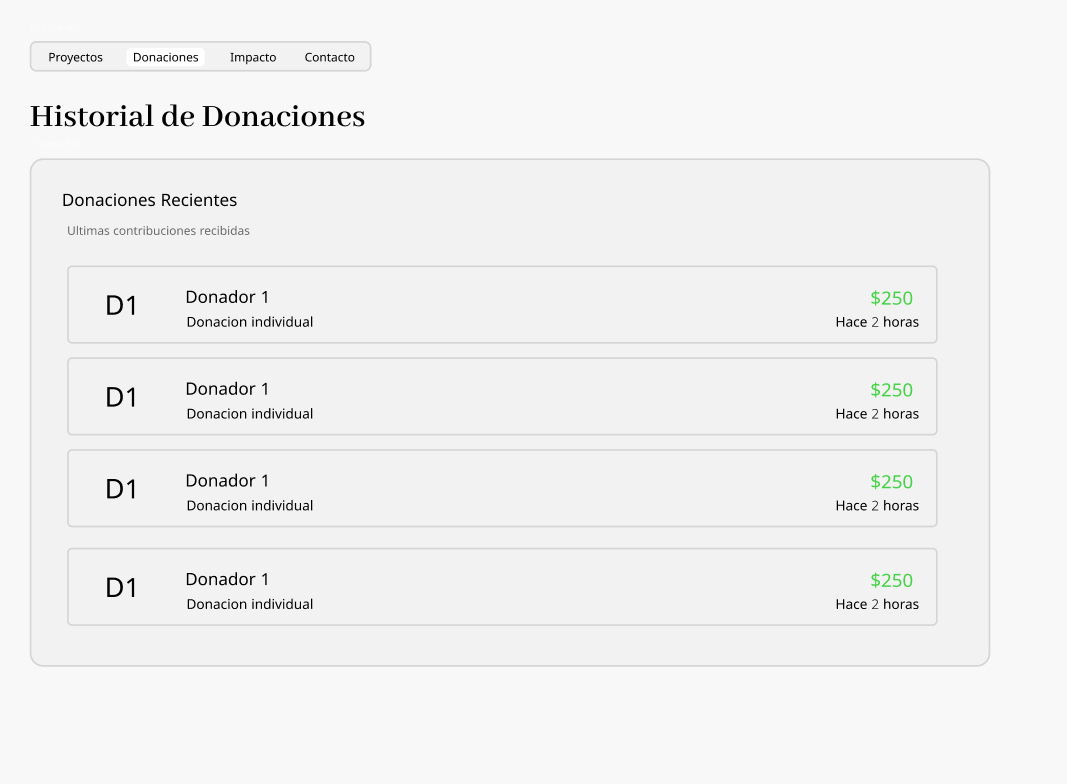 Proyectos Donaciones Impacto Contacto
Historial de Donaciones
Donaciones Recientes
Ultimas contribuciones recibidas
D1 Donador 1 $250
Donacion individual Hace 2 horas
D1 Donador 1 $250
Donacion individual Hace 2 horas
D1 Donador 1 $250
Donacion individual Hace 2 horas
D1 Donador 1 $250
Donacion individual Hace 2 horas